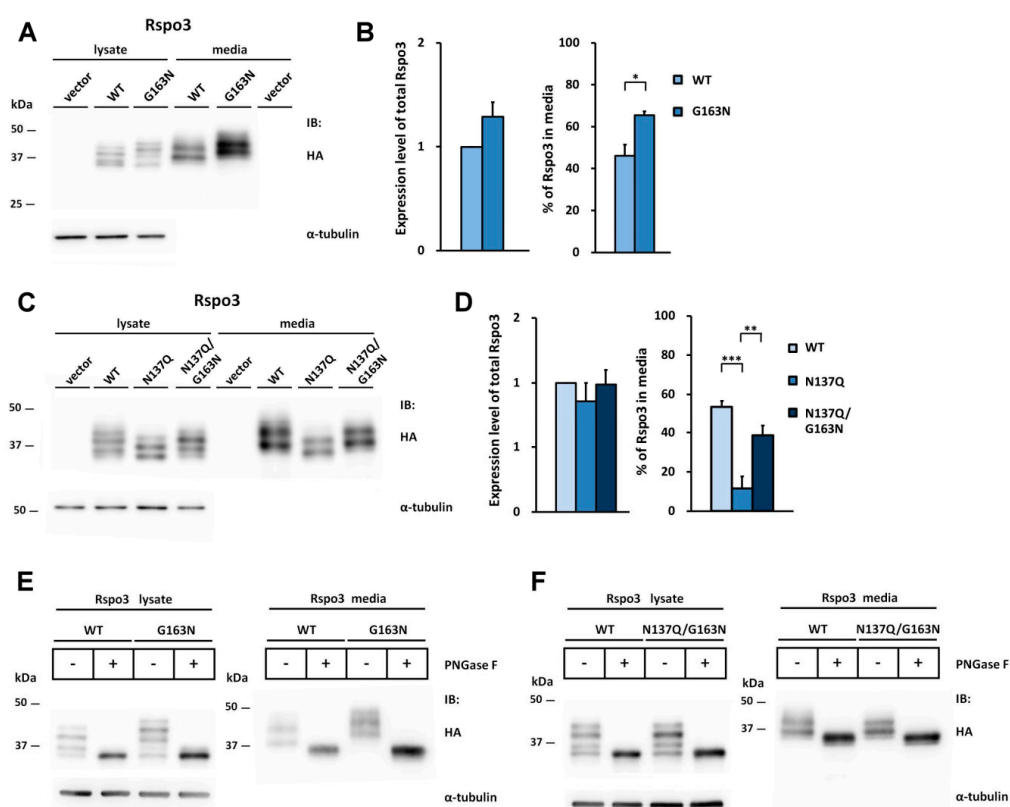 A
Rspo3
lysate media
vector WT G163N WT G163N vector
kDa
50
37
25
IB:
HA
α-tubulin
B
Expression level of total Rspo3
2
1
2
% of Rspo3 in media
100
80
60
40
20
0
*
WT
G163N
C
Rspo3
lysate media
vector WT N137Q N137Q/G163N vector WT N137Q N137Q/G163N
50
37
50
IB:
HA
α-tubulin
D
Expression level of total Rspo3
2
1
1
0
% of Rspo3 in media
100
80
60
40
20
0
***
**
WT
N137Q
N137Q/
G163N
E
Rspo3 lysate Rspo3 media
WT G163N WT G163N
- + - + - + - + PNGase F
kDa kDa
50 50
37 37
IB:
HA
α-tubulin
F
Rspo3 lysate Rspo3 media
WT N137Q/G163N WT N137Q/G163N
- + - + - + - + PNGase F
kDa kDa
50 50
37 37
IB:
HA
α-tubulin